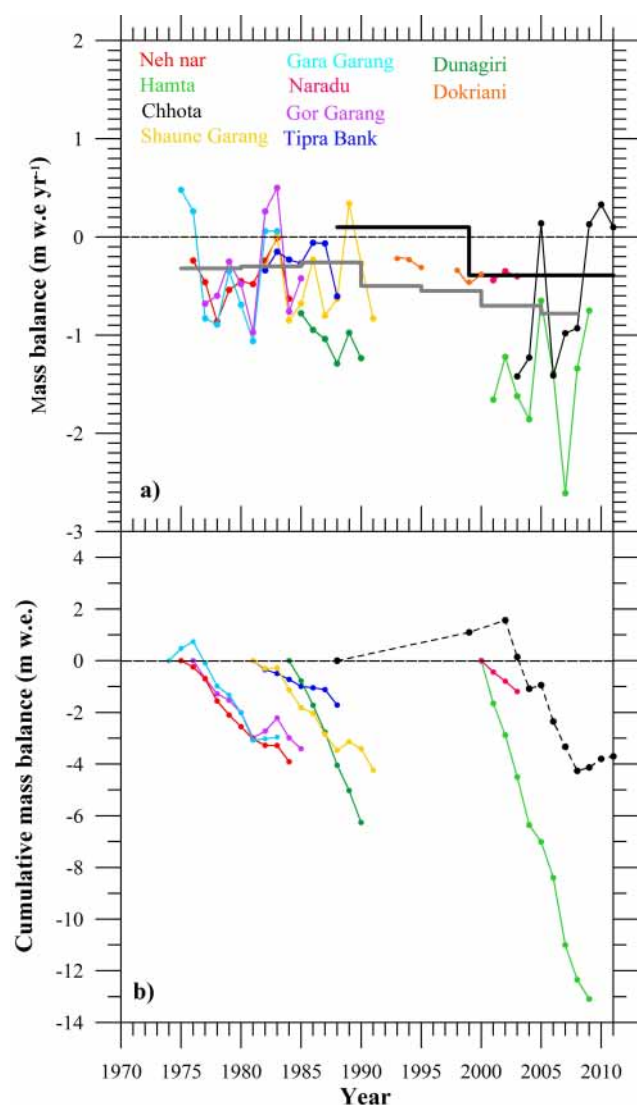 2
Neh nar
Gara Garang
Dunagiri
Hamta
Naradu
Dokriani
Chhota
Gor Garang
Shaune Garang
Tipra Bank
1
0
-1
-2
-3
Mass balance (m w.e yr⁻¹)
a)
4
2
0
-2
-4
-6
-8
-10
-12
-14
Cumulative mass balance (m w.e.)
b)
1970 1975 1980 1985 1990 1995 2000 2005 2010
Year